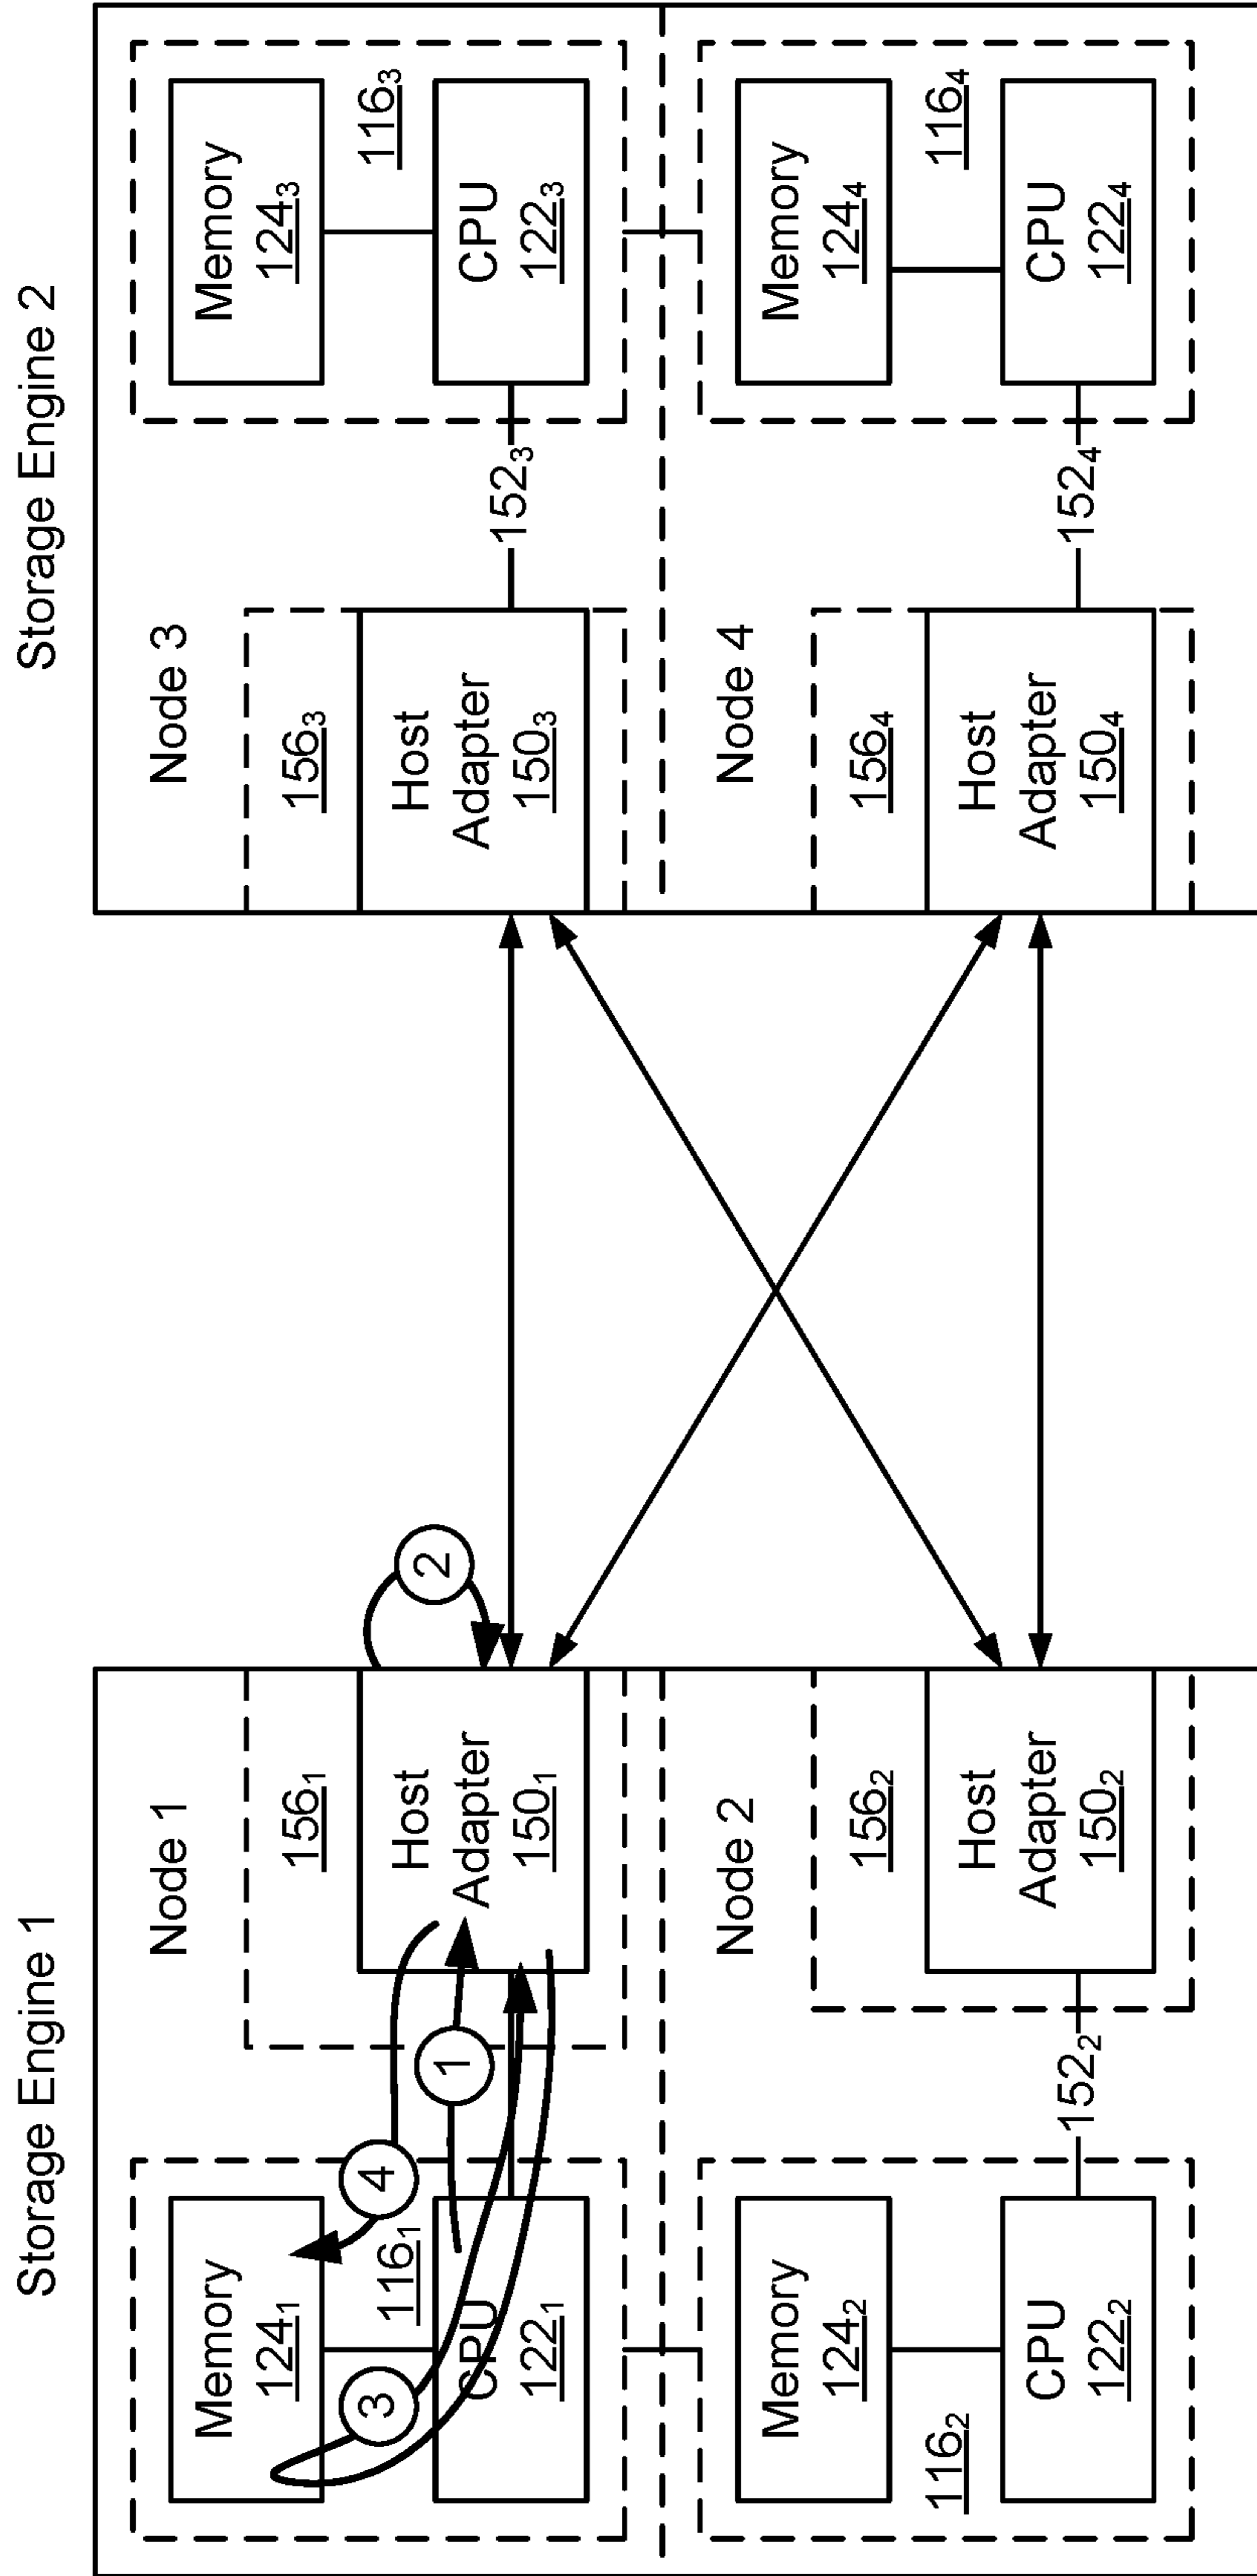 Storage Engine 1
Node 1
Memory
124₁
116₁
CPU
122₁
156₁
Host
Adapter
150₁
1
2
3
4
Node 2
Memory
124₂
116₂
CPU
122₂
152₂
156₂
Host
Adapter
150₂
Storage Engine 2
Node 3
156₃
Host
Adapter
150₃
152₃
Memory
124₃
116₃
CPU
122₃
Node 4
156₄
Host
Adapter
150₄
152₄
Memory
124₄
116₄
CPU
122₄